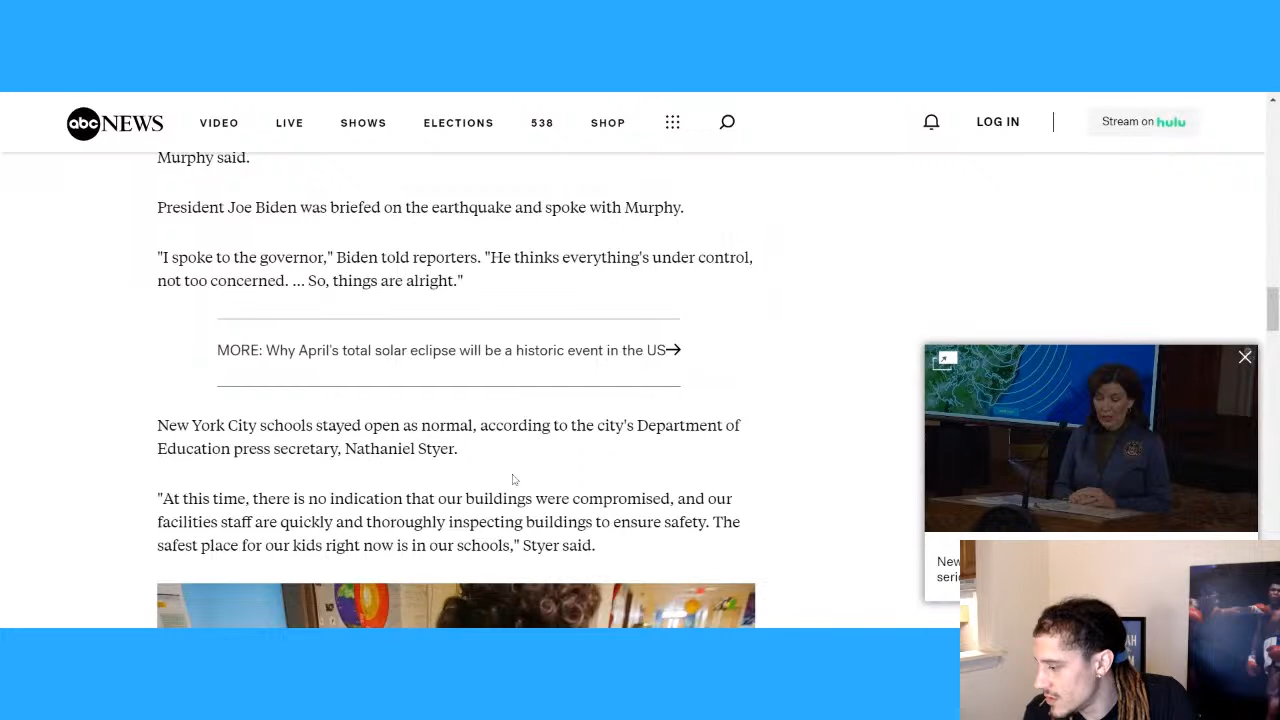 abc NEWS VIDEO LIVE SHOWS ELECTIONS 538 SHOP LOG IN Stream on hulu
Murphy said.
President Joe Biden was briefed on the earthquake and spoke with Murphy.
"I spoke to the governor," Biden told reporters. "He thinks everything's under control,
not too concerned. ... So, things are alright."
MORE: Why April's total solar eclipse will be a historic event in the US
New York City schools stayed open as normal, according to the city's Department of
Education press secretary, Nathaniel Styer.
"At this time, there is no indication that our buildings were compromised, and our
facilities staff are quickly and thoroughly inspecting buildings to ensure safety. The
safest place for our kids right now is in our schools," Styer said.